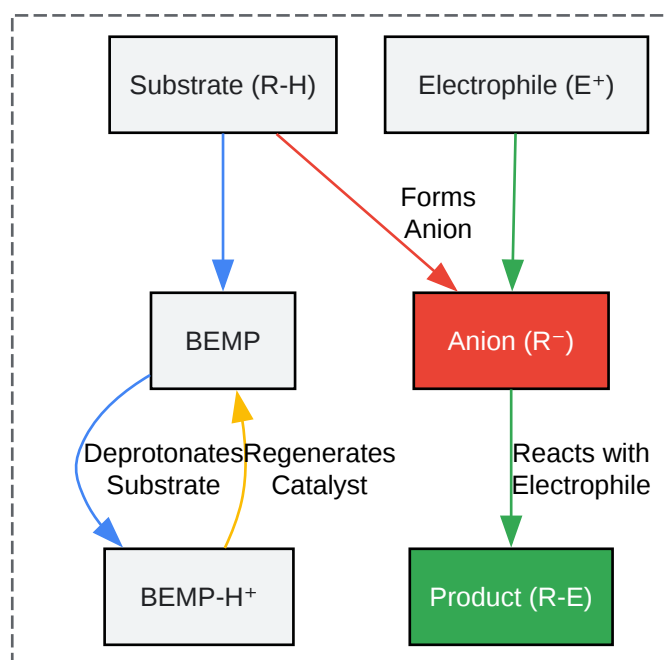 Substrate (R-H)
Electrophile (E⁺)
Forms
Anion
BEMP
Anion (R⁻)
Deprotonates
Substrate
Regenerates
Catalyst
Reacts with
Electrophile
BEMP-H⁺
Product (R-E)